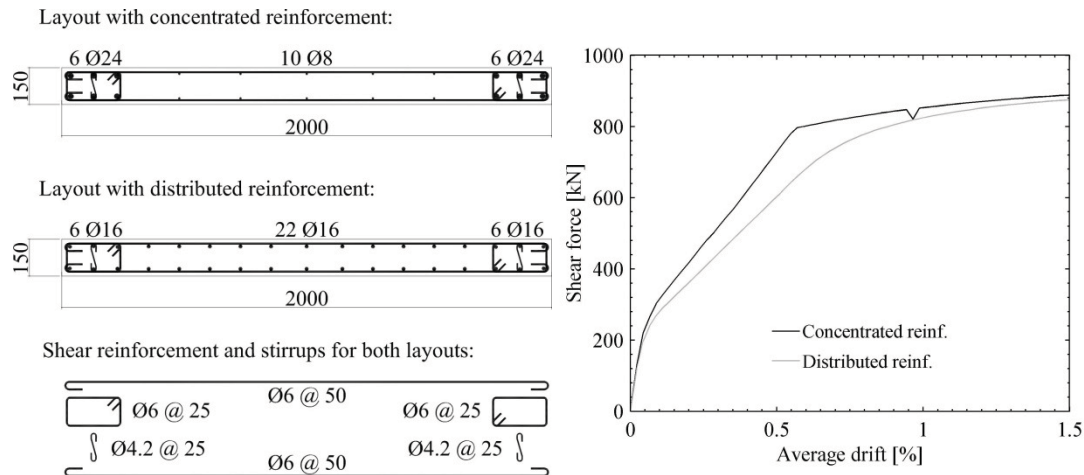 Layout with concentrated reinforcement:
6 Ø24 10 Ø8 6 Ø24
150
2000
Layout with distributed reinforcement:
6 Ø16 22 Ø16 6 Ø16
150
2000
Shear reinforcement and stirrups for both layouts:
Ø6 @ 50
Ø6 @ 25 Ø6 @ 25
Ø4.2 @ 25 Ø4.2 @ 25
Ø6 @ 50
1000
800
600
400
200
0
Shear force [kN]
Concentrated reinf.
Distributed reinf.
0 0.5 1 1.5
Average drift [%]